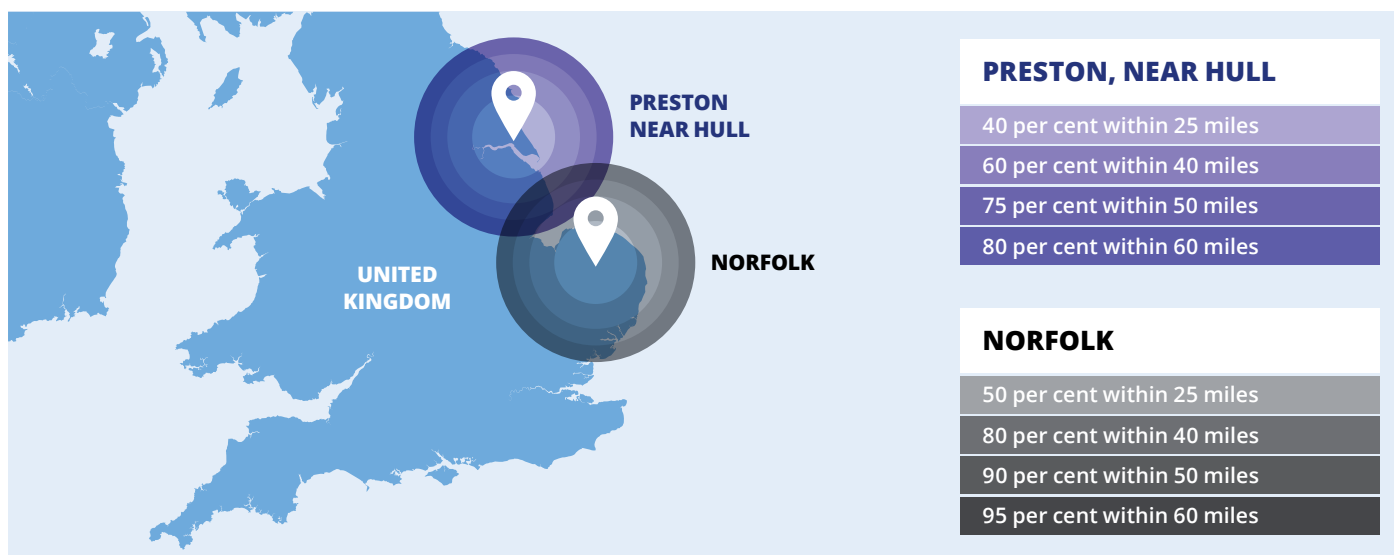 PRESTON
NEAR HULL
NORFOLK
UNITED
KINGDOM
PRESTON, NEAR HULL
40 per cent within 25 miles
60 per cent within 40 miles
75 per cent within 50 miles
80 per cent within 60 miles
NORFOLK
50 per cent within 25 miles
80 per cent within 40 miles
90 per cent within 50 miles
95 per cent within 60 miles